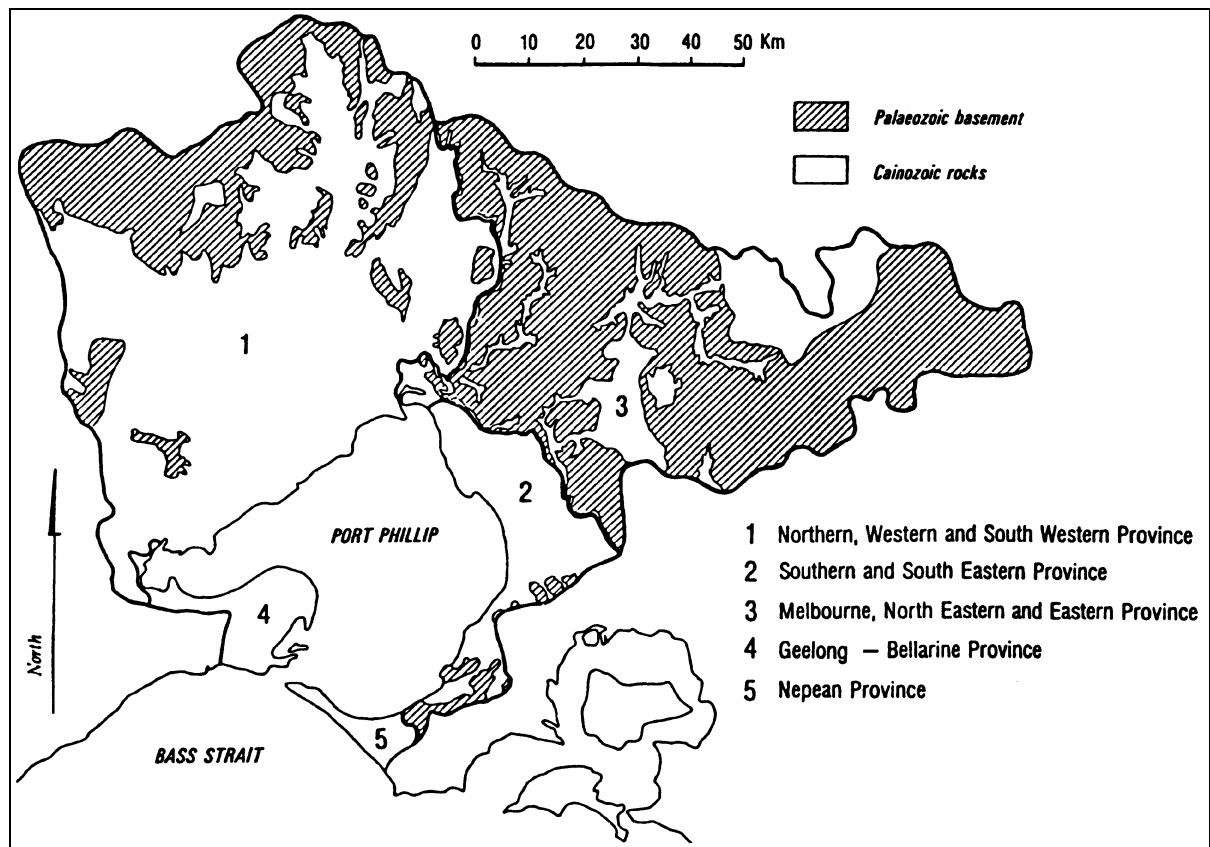 0 10 20 30 40 50 Km
Palaeozoic basement
Cainozoic rocks
1
3
2
PORT PHILLIP
4
North
5
BASS STRAIT
1 Northern, Western and South Western Province
2 Southern and South Eastern Province
3 Melbourne, North Eastern and Eastern Province
4 Geelong – Bellarine Province
5 Nepean Province